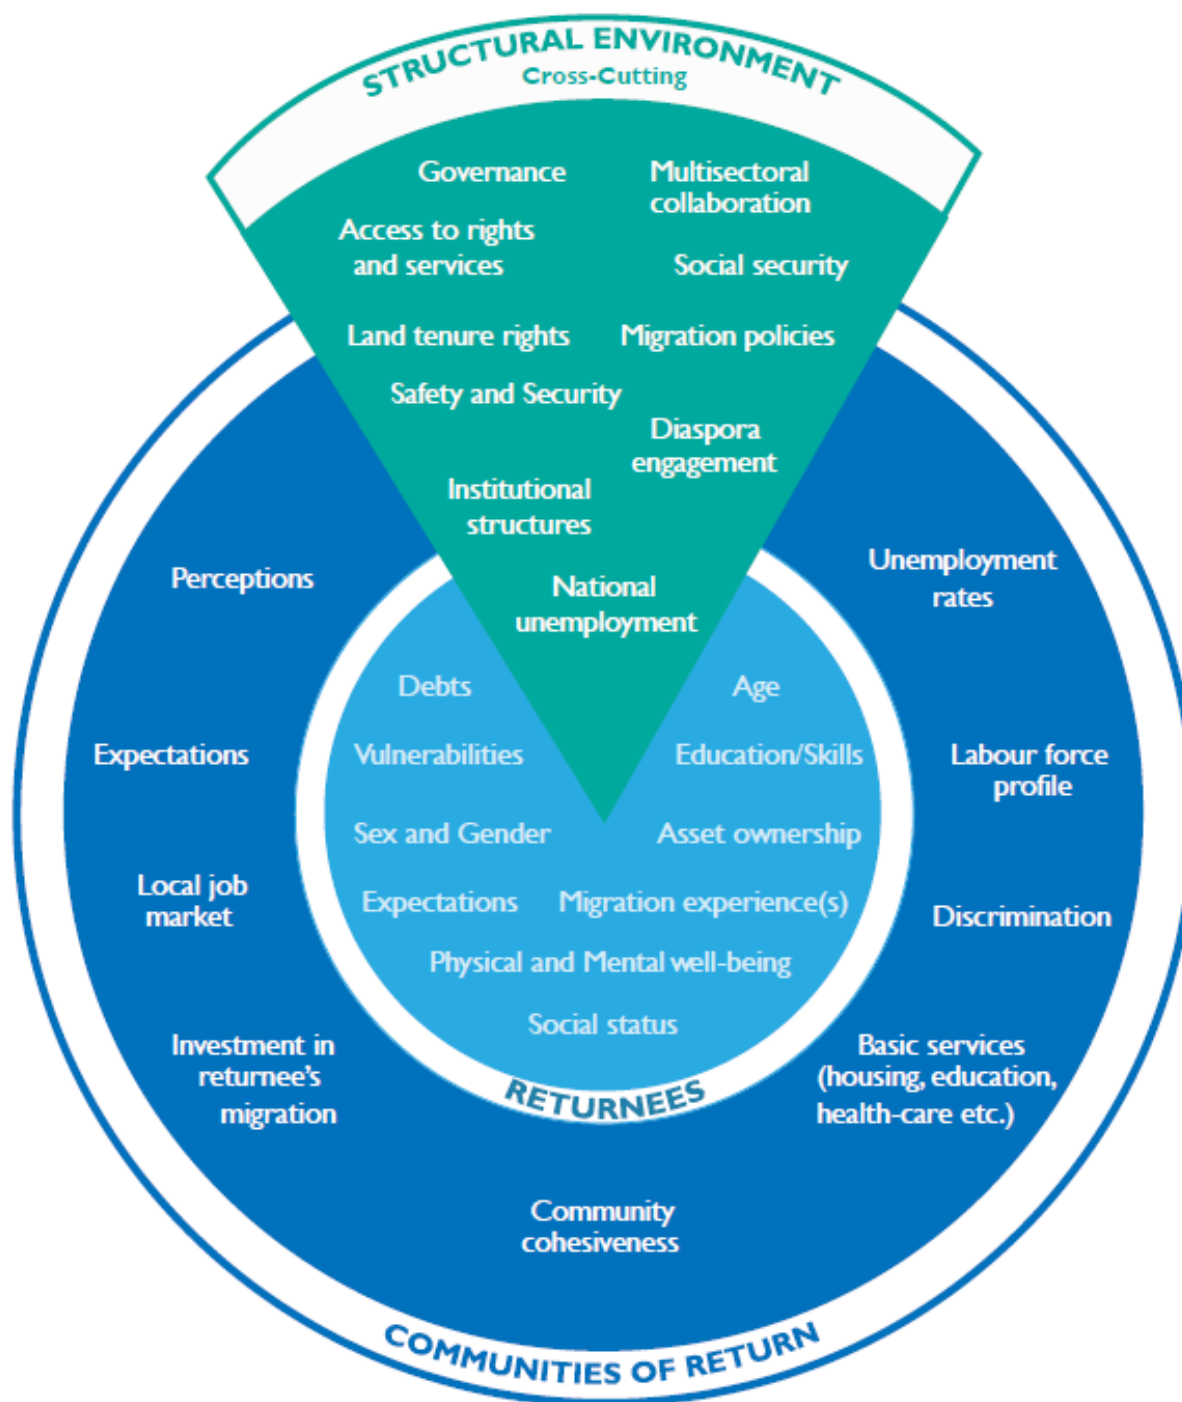 STRUCTURAL ENVIRONMENT
Cross-Cutting
Governance
Multisectoral
collaboration
Access to rights
and services
Social security
Land tenure rights
Migration policies
Safety and Security
Diaspora
engagement
Institutional
structures
National
unemployment
Perceptions
Unemployment
rates
Debts
Age
Expectations
Vulnerabilities
Education/Skills
Labour force
profile
Sex and Gender
Asset ownership
Local job
market
Expectations
Migration experience(s)
Discrimination
Physical and Mental well-being
Social status
Investment in
returnee's
migration
Basic services
(housing, education,
health-care etc.)
RETURNEES
Community
cohesiveness
COMMUNITIES OF RETURN